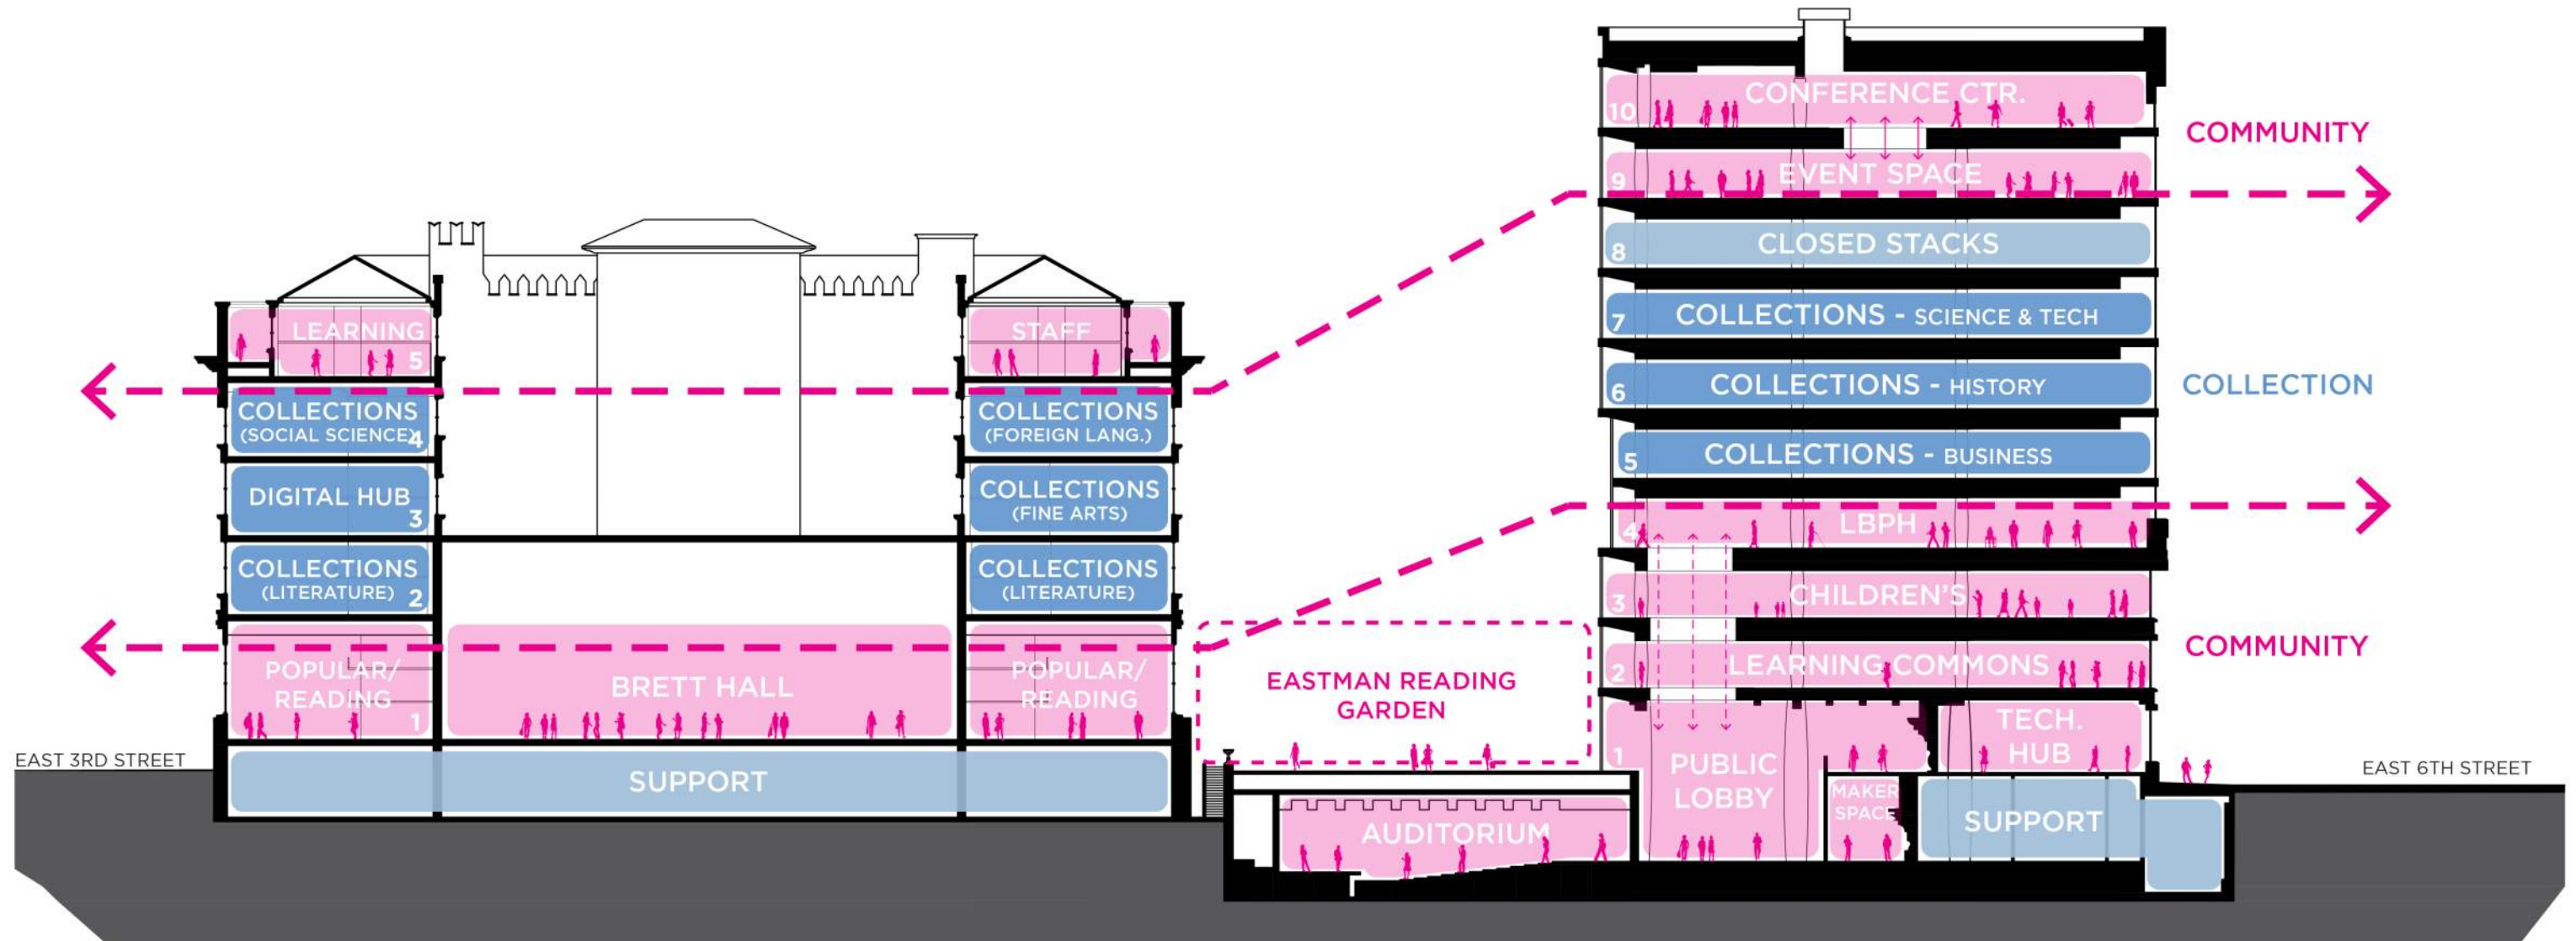 LEARNING
5
STAFF
COLLECTIONS
(SOCIAL SCIENCE)
4
COLLECTIONS
(FOREIGN LANG.)
DIGITAL HUB
3
COLLECTIONS
(FINE ARTS)
COLLECTIONS
(LITERATURE)
2
COLLECTIONS
(LITERATURE)
POPULAR/
READING
1
BRETT HALL
POPULAR/
READING
EAST 3RD STREET
SUPPORT
EASTMAN READING
GARDEN
AUDITORIUM
10
CONFERENCE CTR.
COMMUNITY
9
EVENT SPACE
8
CLOSED STACKS
7
COLLECTIONS - SCIENCE & TECH
6
COLLECTIONS - HISTORY
COLLECTION
5
COLLECTIONS - BUSINESS
4
LBPH
3
CHILDREN'S
2
LEARNING COMMONS
COMMUNITY
1
PUBLIC
LOBBY
TECH.
HUB
MAKER
SPACE
SUPPORT
EAST 6TH STREET